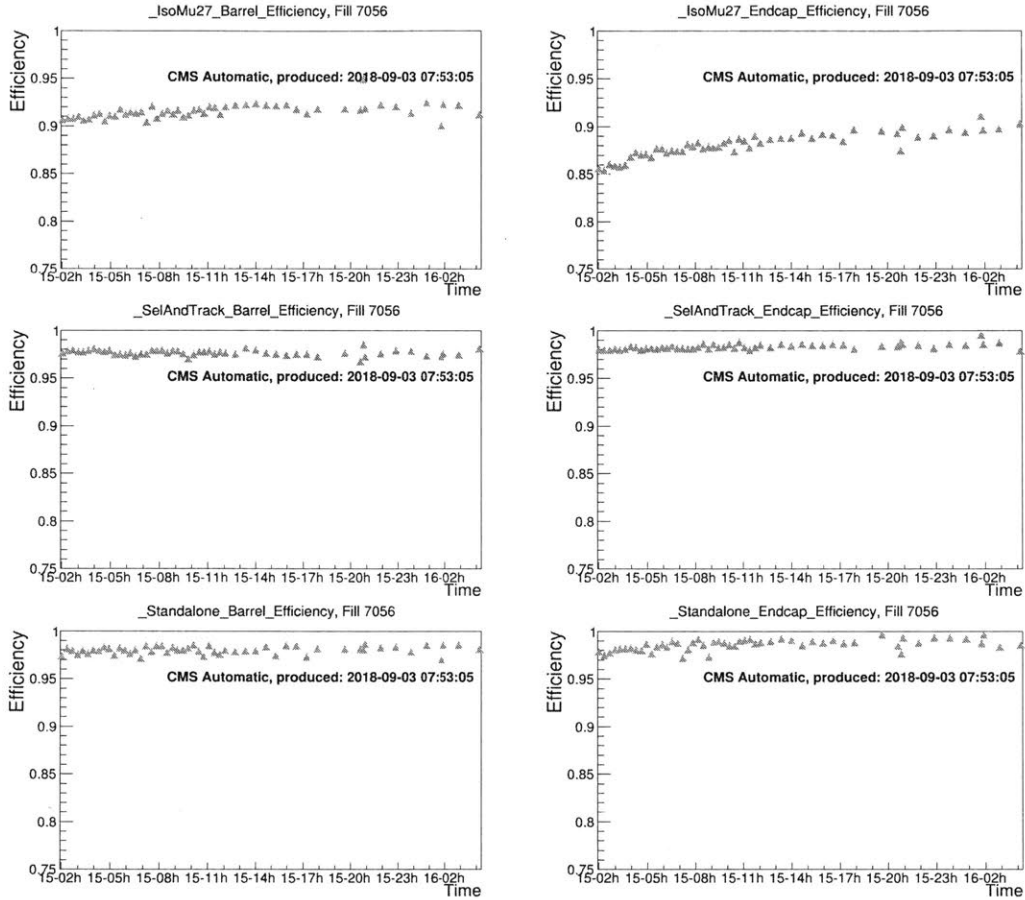 _IsoMu27_Barrel_Efficiency, Fill 7056
Efficiency
1
0.95
0.9
0.85
0.8
0.75
CMS Automatic, produced: 2018-09-03 07:53:05
15-02h 15-05h 15-08h 15-11h 15-14h 15-17h 15-20h 15-23h 16-02h
Time
_IsoMu27_Endcap_Efficiency, Fill 7056
Efficiency
1
0.95
0.9
0.85
0.8
0.75
CMS Automatic, produced: 2018-09-03 07:53:05
15-02h 15-05h 15-08h 15-11h 15-14h 15-17h 15-20h 15-23h 16-02h
Time
_SelAndTrack_Barrel_Efficiency, Fill 7056
Efficiency
1
0.95
0.9
0.85
0.8
0.75
CMS Automatic, produced: 2018-09-03 07:53:05
15-02h 15-05h 15-08h 15-11h 15-14h 15-17h 15-20h 15-23h 16-02h
Time
_SelAndTrack_Endcap_Efficiency, Fill 7056
Efficiency
1
0.95
0.9
0.85
0.8
0.75
CMS Automatic, produced: 2018-09-03 07:53:05
15-02h 15-05h 15-08h 15-11h 15-14h 15-17h 15-20h 15-23h 16-02h
Time
_Standalone_Barrel_Efficiency, Fill 7056
Efficiency
1
0.95
0.9
0.85
0.8
0.75
CMS Automatic, produced: 2018-09-03 07:53:05
15-02h 15-05h 15-08h 15-11h 15-14h 15-17h 15-20h 15-23h 16-02h
Time
_Standalone_Endcap_Efficiency, Fill 7056
Efficiency
1
0.95
0.9
0.85
0.8
0.75
CMS Automatic, produced: 2018-09-03 07:53:05
15-02h 15-05h 15-08h 15-11h 15-14h 15-17h 15-20h 15-23h 16-02h
Time